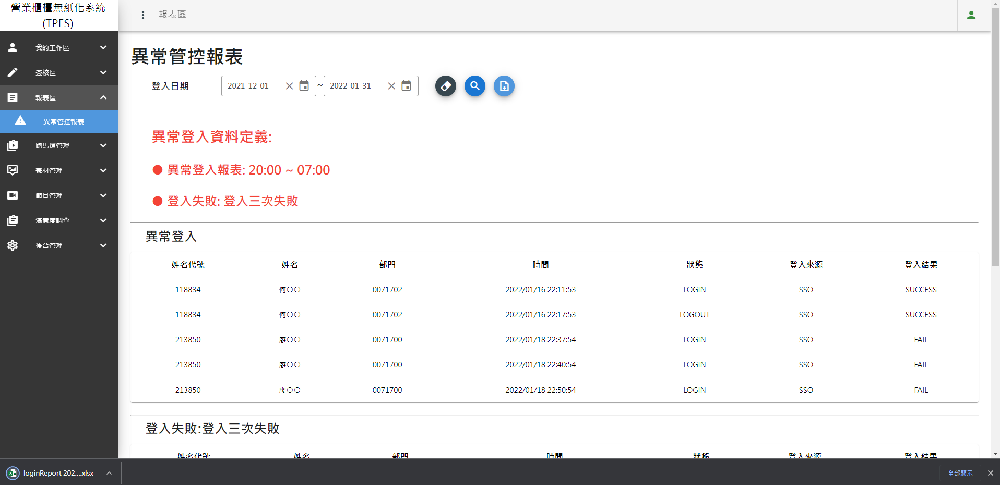 營業櫃檯無紙化系統
(TPES)
報表區
我的工作區
簽核區
報表區
異常管控報表
跑馬燈管理
素材管理
節目管理
滿意度調查
後台管理
異常管控報表
登入日期 2021-12-01 ~ 2022-01-31
異常登入資料定義:
● 異常登入報表: 20:00 ~ 07:00
● 登入失敗: 登入三次失敗
異常登入
姓名代號 姓名 部門 時間 狀態 登入來源 登入結果
118834 何〇〇 0071702 2022/01/16 22:11:53 LOGIN SSO SUCCESS
118834 何〇〇 0071702 2022/01/16 22:17:53 LOGOUT SSO SUCCESS
213850 廖〇〇 0071700 2022/01/18 22:37:54 LOGIN SSO FAIL
213850 廖〇〇 0071700 2022/01/18 22:40:54 LOGIN SSO FAIL
213850 廖〇〇 0071700 2022/01/18 22:50:54 LOGIN SSO FAIL
登入失敗:登入三次失敗
姓名代號 姓名 部門 時間 狀態 登入來源 登入結果
loginReport 202....xlsx
全部顯示